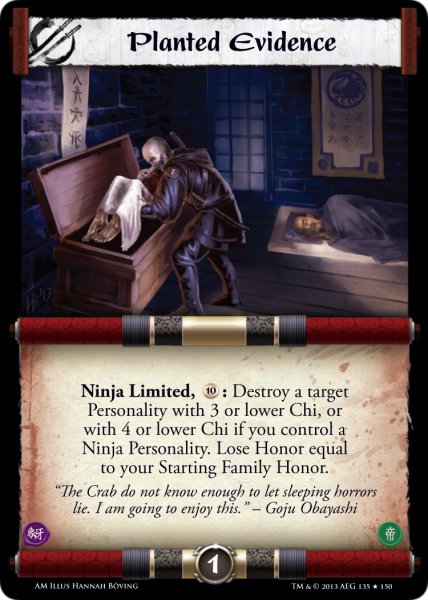 Planted Evidence
HB'13
Ninja Limited, 10 : Destroy a target
Personality with 3 or lower Chi, or
with 4 or lower Chi if you control a
Ninja Personality. Lose Honor equal
to your Starting Family Honor.
“The Crab do not know enough to let sleeping horrors
lie. I am going to enjoy this.” – Goju Obayashi
帝
1
AM ILLUS HANNAH BÖVING
TM & © 2013 AEG 135 ★ 150